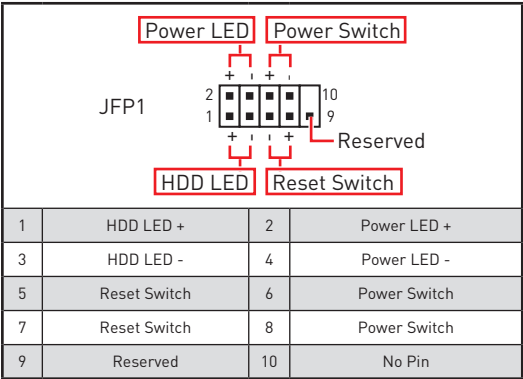 Power LED Power Switch
+ - + -
2 10
JFP1
1 9
+ - - +
Reserved
HDD LED Reset Switch
1 HDD LED + 2 Power LED +
3 HDD LED - 4 Power LED -
5 Reset Switch 6 Power Switch
7 Reset Switch 8 Power Switch
9 Reserved 10 No Pin